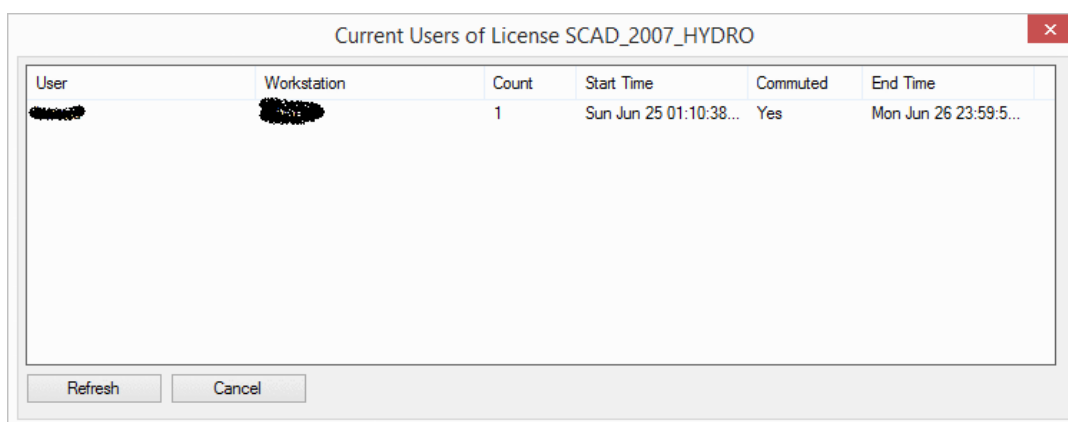 Current Users of License SCAD_2007_HYDRO
User Workstation Count Start Time Commuted End Time
1 Sun Jun 25 01:10:38... Yes Mon Jun 26 23:59:5...
Refresh Cancel